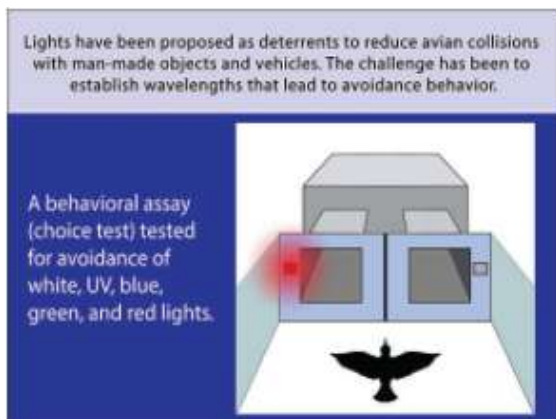 Lights have been proposed as deterrents to reduce avian collisions
with man-made objects and vehicles. The challenge has been to
establish wavelengths that lead to avoidance behavior.
A behavioral assay
(choice test) tested
for avoidance of
white, UV, blue,
green, and red lights.